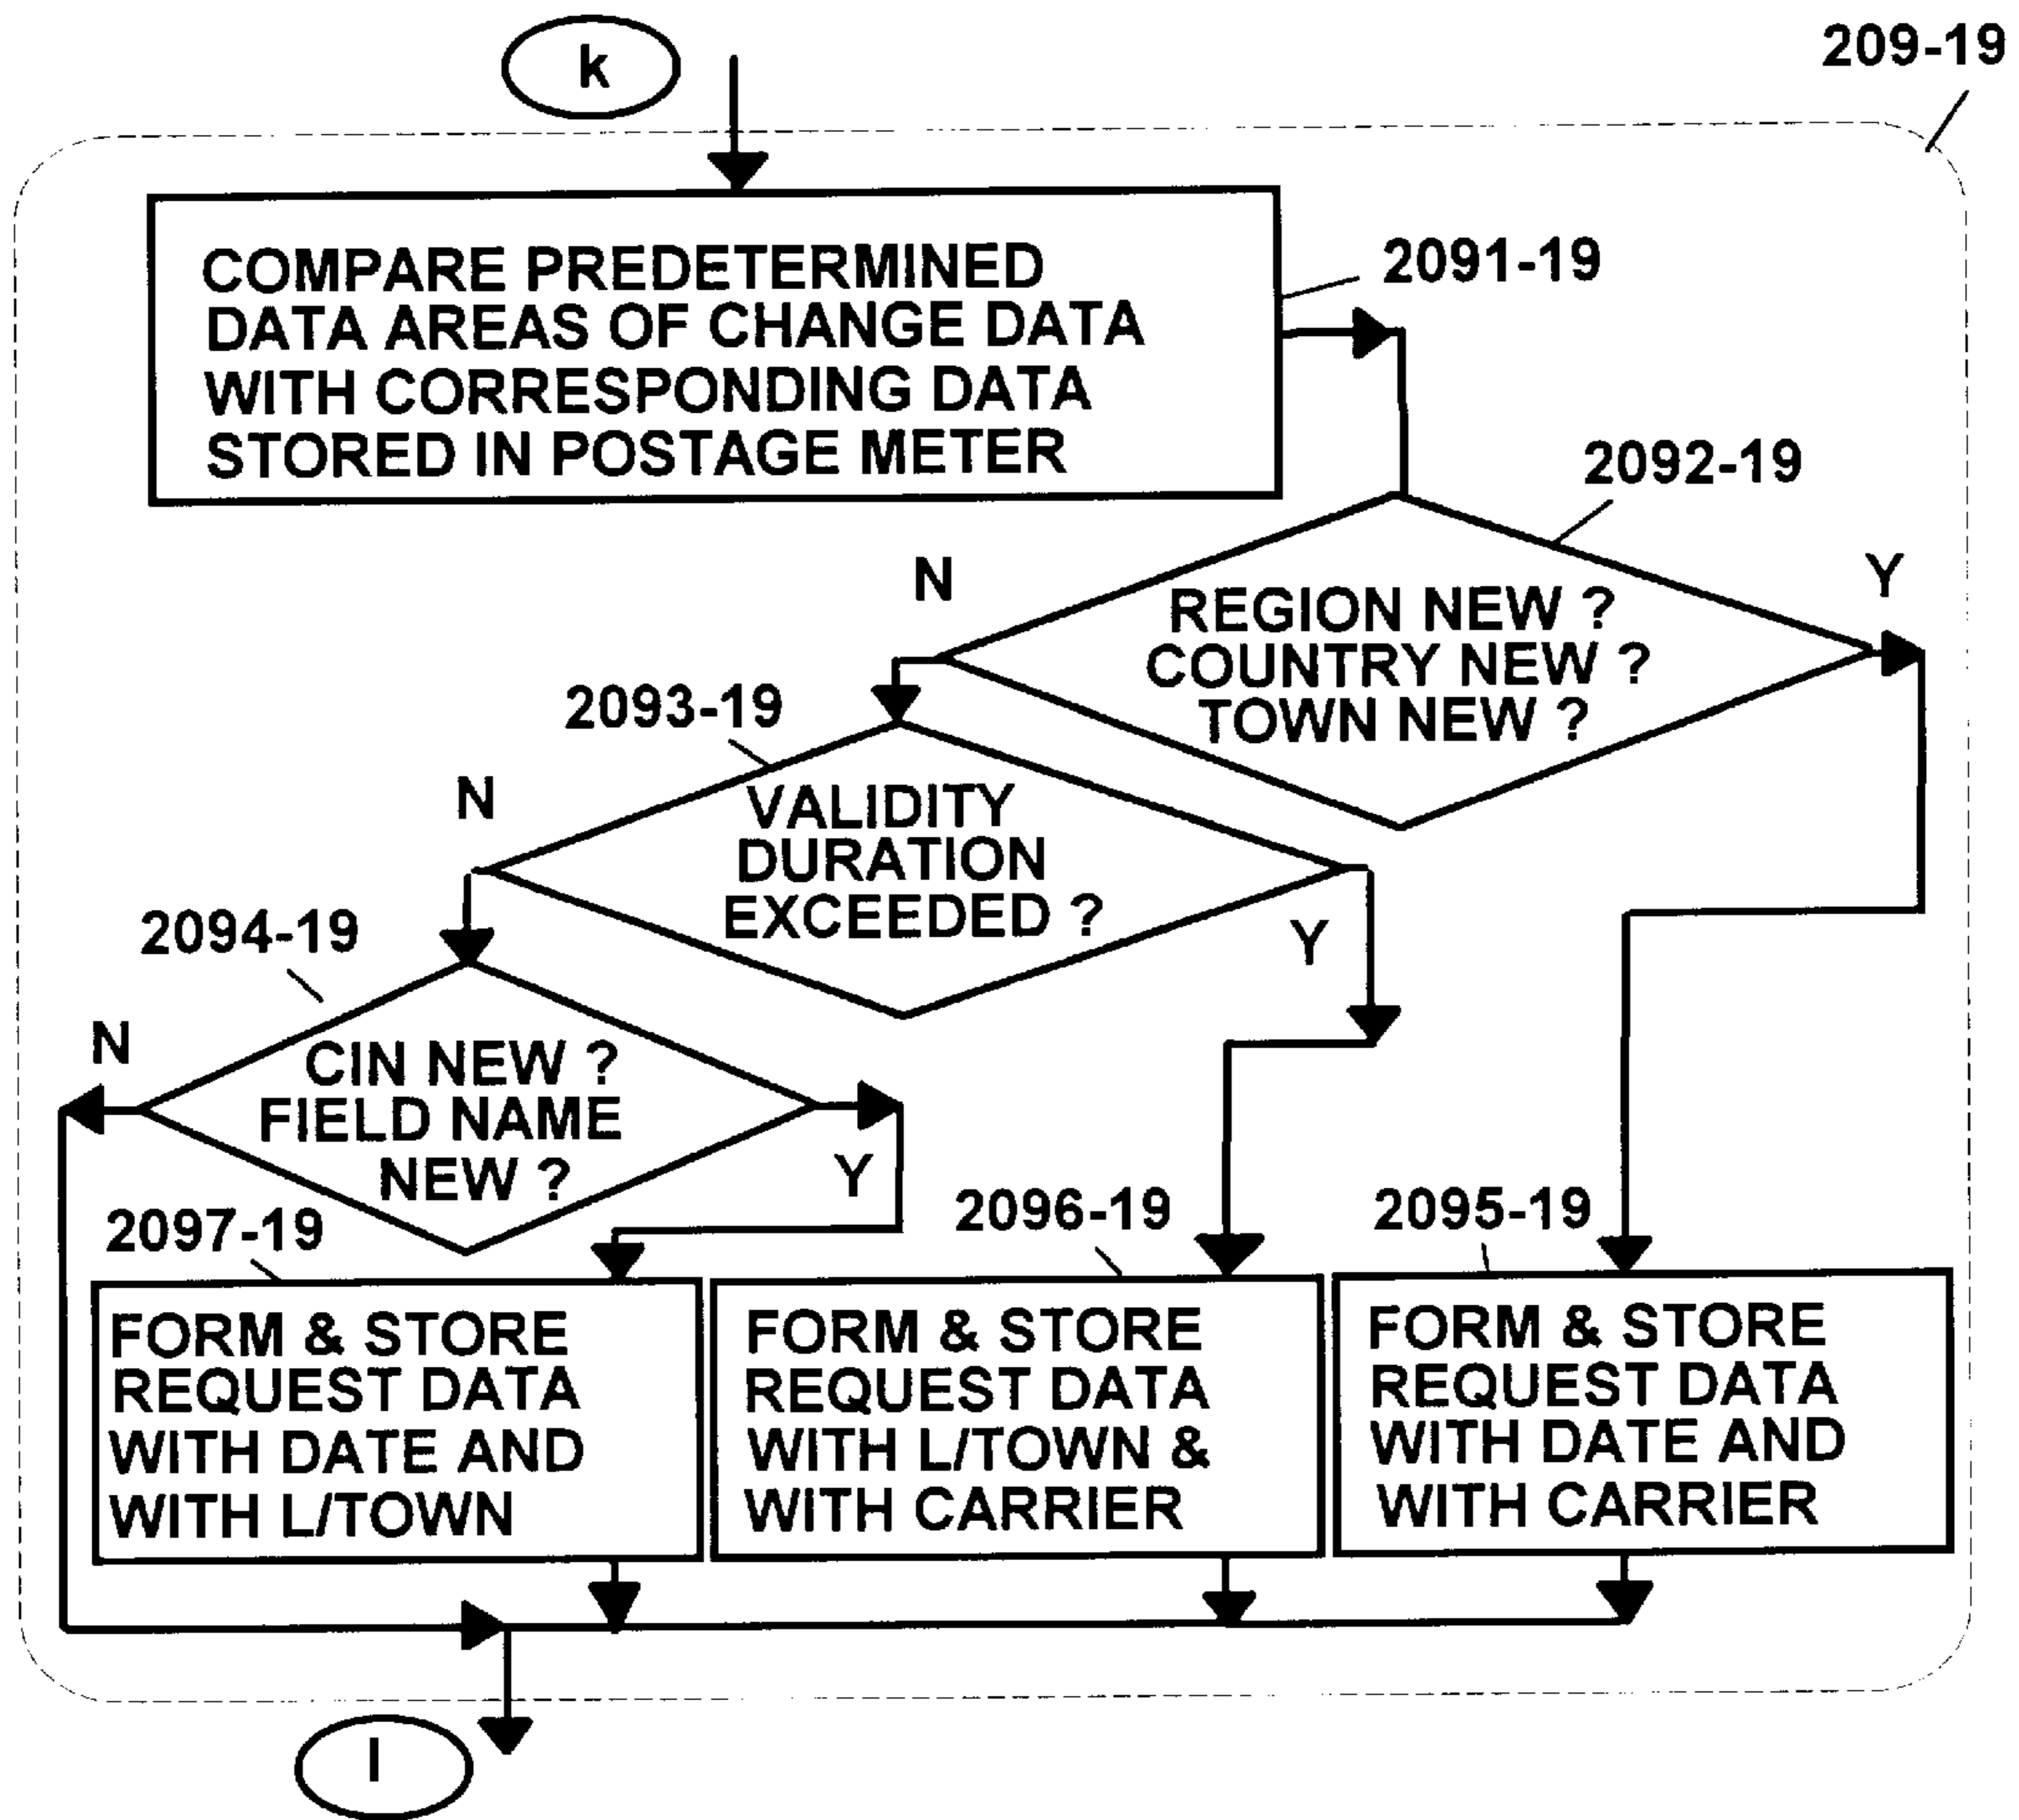 k
209-19
COMPARE PREDETERMINED
DATA AREAS OF CHANGE DATA
WITH CORRESPONDING DATA
STORED IN POSTAGE METER
2091-19
2092-19
N
Y
REGION NEW ?
COUNTRY NEW ?
TOWN NEW ?
2093-19
N
VALIDITY
DURATION
EXCEEDED ?
Y
2094-19
N
CIN NEW ?
FIELD NAME
NEW ?
Y
2097-19
2096-19
2095-19
FORM & STORE
REQUEST DATA
WITH DATE AND
WITH L/TOWN
FORM & STORE
REQUEST DATA
WITH L/TOWN &
WITH CARRIER
FORM & STORE
REQUEST DATA
WITH DATE AND
WITH CARRIER
l